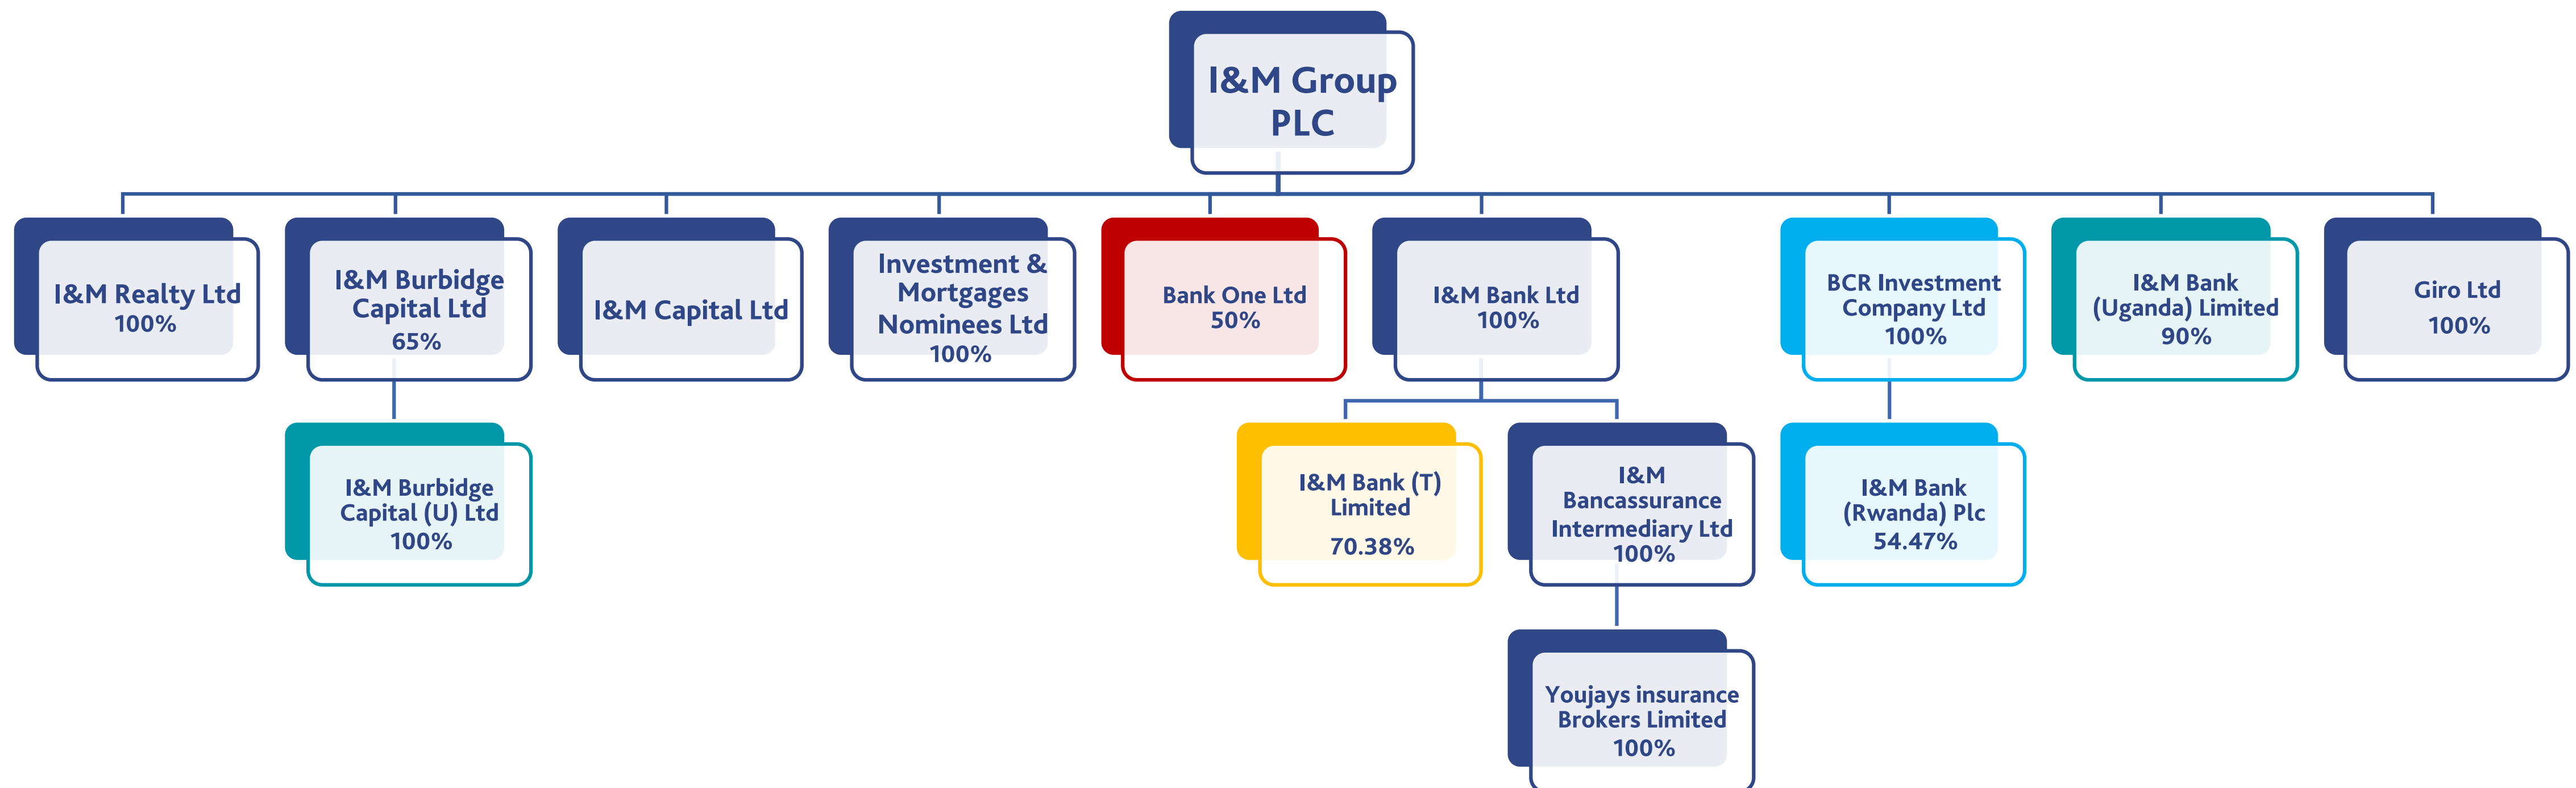 I&M Group
PLC
I&M Realty Ltd
100%
I&M Burbidge
Capital Ltd
65%
I&M Capital Ltd
Investment &
Mortgages
Nominees Ltd
100%
Bank One Ltd
50%
I&M Bank Ltd
100%
BCR Investment
Company Ltd
100%
I&M Bank
(Uganda) Limited
90%
Giro Ltd
100%
I&M Burbidge
Capital (U) Ltd
100%
I&M Bank (T)
Limited
70.38%
I&M
Bancassurance
Intermediary Ltd
100%
I&M Bank
(Rwanda) Plc
54.47%
Youjays insurance
Brokers Limited
100%